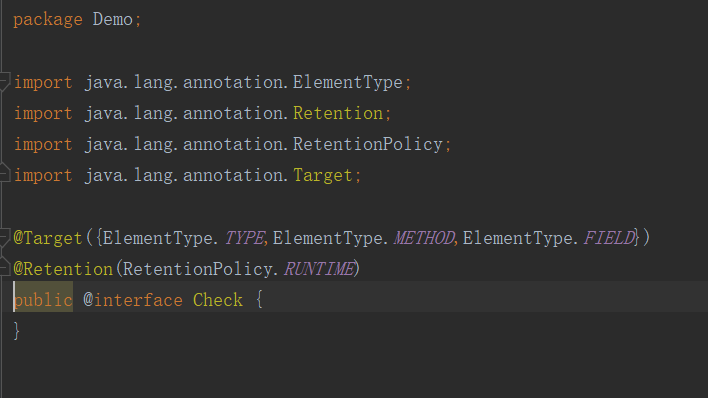 package Demo;
import java.lang.annotation.ElementType;
import java.lang.annotation.Retention;
import java.lang.annotation.RetentionPolicy;
import java.lang.annotation.Target;
@Target({ElementType.TYPE,ElementType.METHOD,ElementType.FIELD})
@Retention(RetentionPolicy.RUNTIME)
public @interface Check {
}